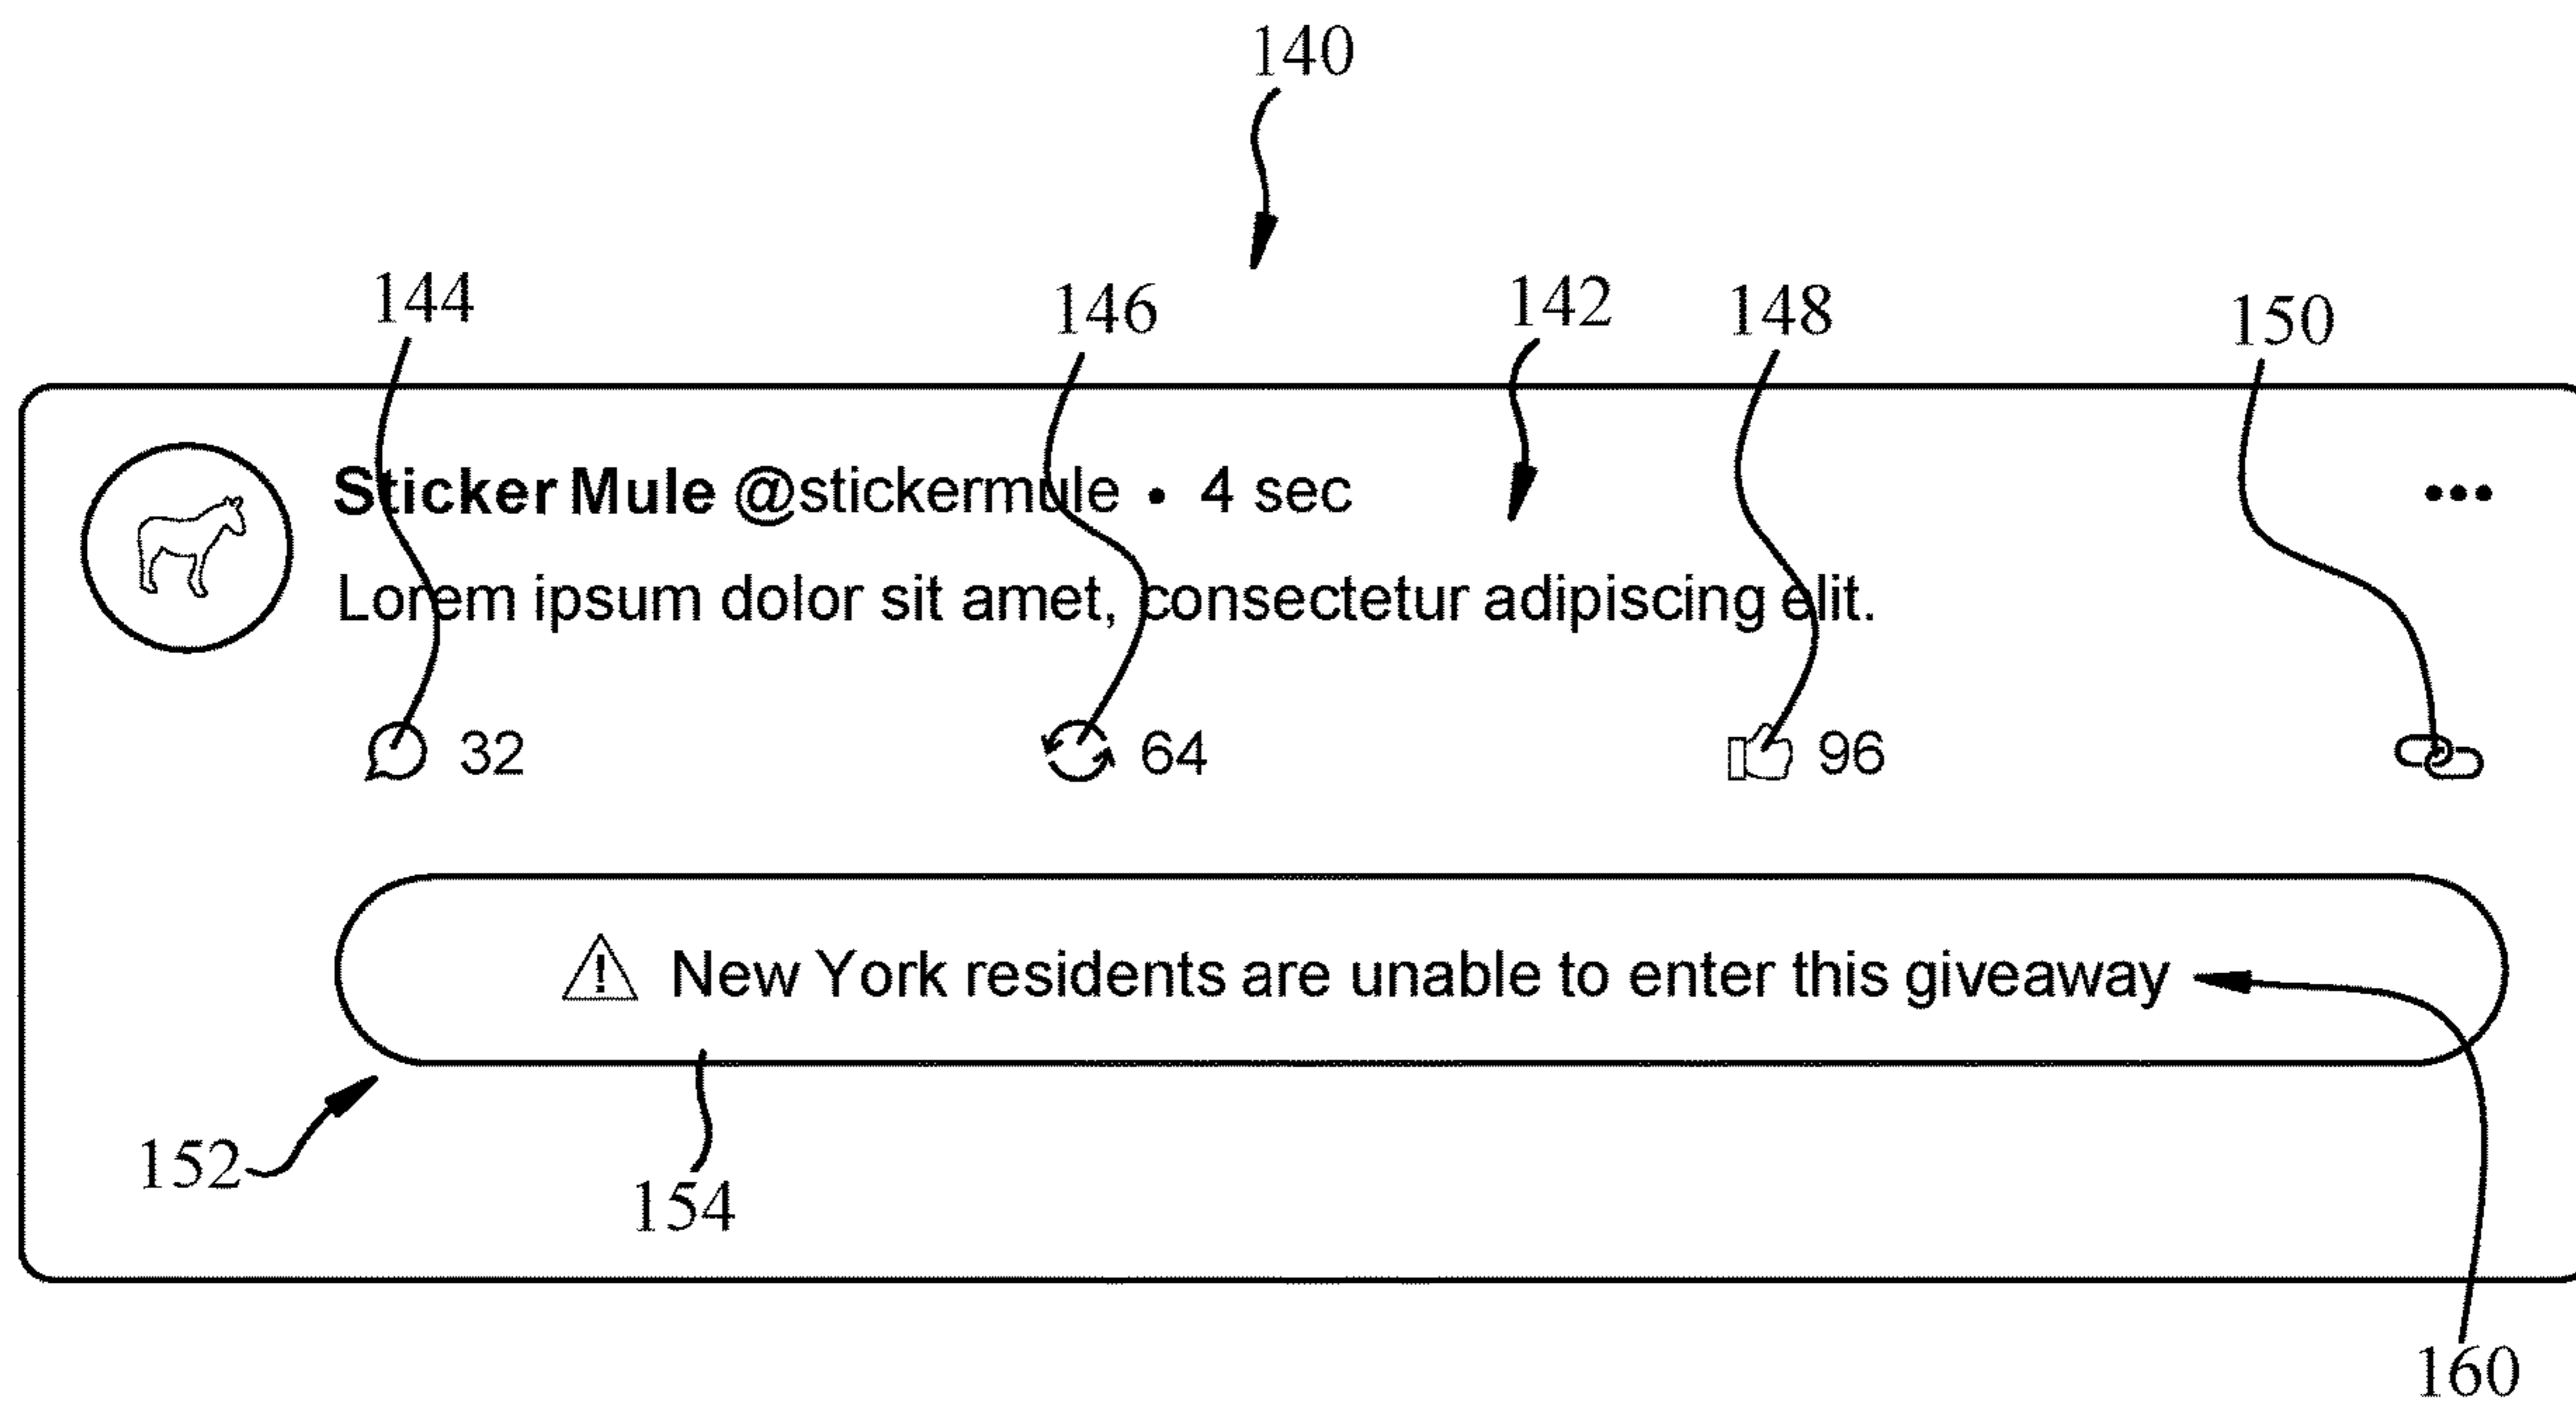 140
144 146 142 148 150
Sticker Mule @stickermule • 4 sec •••
Lorem ipsum dolor sit amet, consectetur adipiscing elit.
32 64 96
! New York residents are unable to enter this giveaway
152
154
160